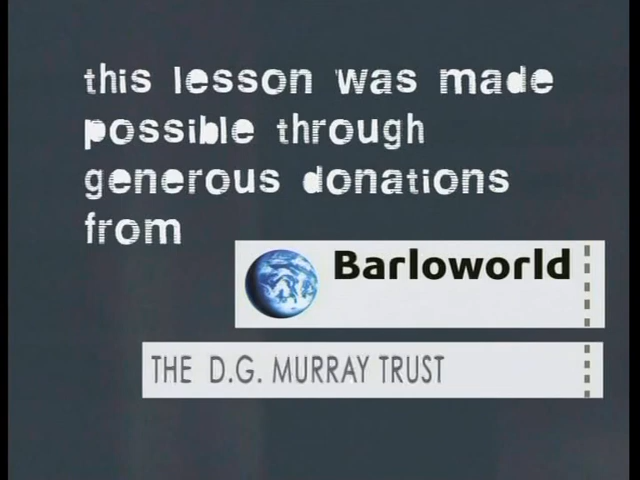 this lesson was made
possible through
generous donations
from
Barloworld
THE D.G. MURRAY TRUST